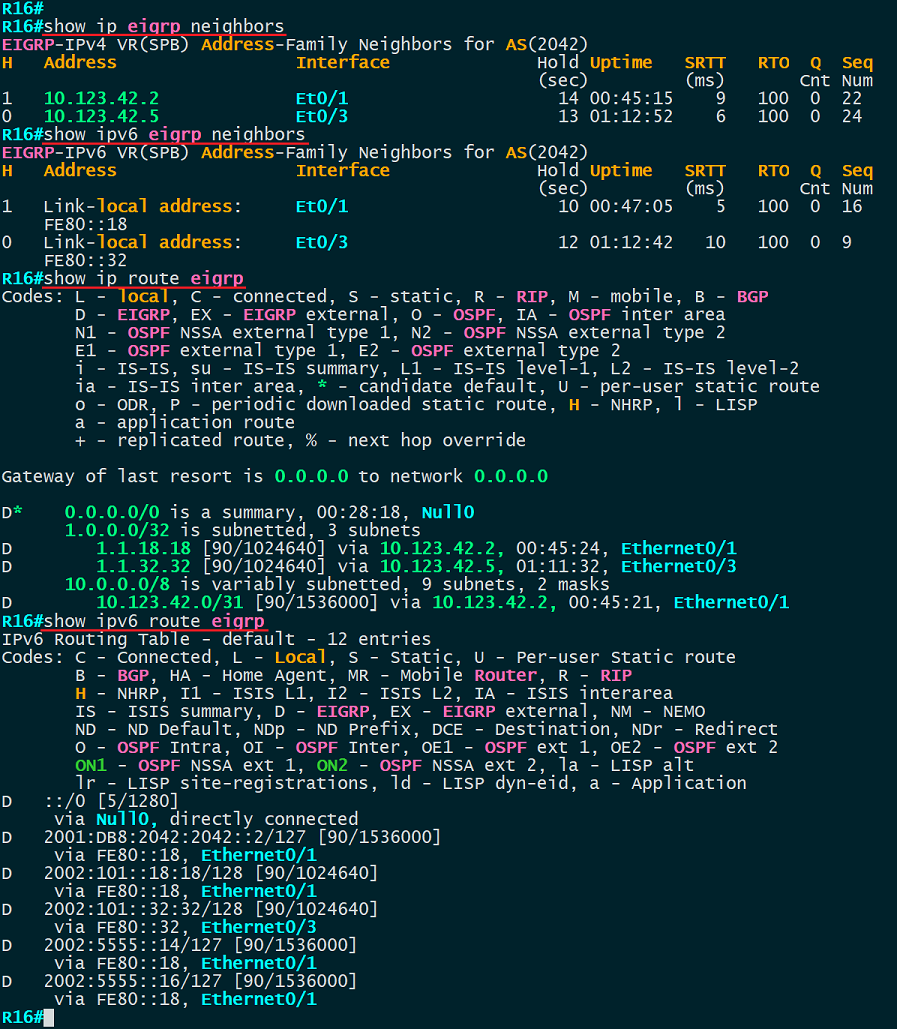 R16#
R16#show ip eigrp neighbors
EIGRP-IPv4 VR(SPB) Address-Family Neighbors for AS(2042)
H   Address                 Interface              Hold Uptime   SRTT   RTO  Q  Seq
                                                   (sec)         (ms)       Cnt Num
1   10.123.42.2             Et0/1                    14 00:45:15    9   100  0  22
0   10.123.42.5             Et0/3                    13 01:12:52    6   100  0  24
R16#show ipv6 eigrp neighbors
EIGRP-IPv6 VR(SPB) Address-Family Neighbors for AS(2042)
H   Address                 Interface              Hold Uptime   SRTT   RTO  Q  Seq
                                                   (sec)         (ms)       Cnt Num
1   Link-local address:     Et0/1                    10 00:47:05    5   100  0  16
    FE80::18
0   Link-local address:     Et0/3                    12 01:12:42   10   100  0  9
    FE80::32
R16#show ip route eigrp
Codes: L - local, C - connected, S - static, R - RIP, M - mobile, B - BGP
       D - EIGRP, EX - EIGRP external, O - OSPF, IA - OSPF inter area
       N1 - OSPF NSSA external type 1, N2 - OSPF NSSA external type 2
       E1 - OSPF external type 1, E2 - OSPF external type 2
       i - IS-IS, su - IS-IS summary, L1 - IS-IS level-1, L2 - IS-IS level-2
       ia - IS-IS inter area, * - candidate default, U - per-user static route
       o - ODR, P - periodic downloaded static route, H - NHRP, l - LISP
       a - application route
       + - replicated route, % - next hop override
Gateway of last resort is 0.0.0.0 to network 0.0.0.0
D*    0.0.0.0/0 is a summary, 00:28:18, Null0
      1.0.0.0/32 is subnetted, 3 subnets
D        1.1.18.18 [90/1024640] via 10.123.42.2, 00:45:24, Ethernet0/1
D        1.1.32.32 [90/1024640] via 10.123.42.5, 01:11:32, Ethernet0/3
      10.0.0.0/8 is variably subnetted, 9 subnets, 2 masks
D        10.123.42.0/31 [90/1536000] via 10.123.42.2, 00:45:21, Ethernet0/1
R16#show ipv6 route eigrp
IPv6 Routing Table - default - 12 entries
Codes: C - Connected, L - Local, S - Static, U - Per-user Static route
       B - BGP, HA - Home Agent, MR - Mobile Router, R - RIP
       H - NHRP, I1 - ISIS L1, I2 - ISIS L2, IA - ISIS interarea
       IS - ISIS summary, D - EIGRP, EX - EIGRP external, NM - NEMO
       ND - ND Default, NDp - ND Prefix, DCE - Destination, NDr - Redirect
       O - OSPF Intra, OI - OSPF Inter, OE1 - OSPF ext 1, OE2 - OSPF ext 2
       ON1 - OSPF NSSA ext 1, ON2 - OSPF NSSA ext 2, la - LISP alt
       lr - LISP site-registrations, ld - LISP dyn-eid, a - Application
D   ::/0 [5/1280]
     via Null0, directly connected
D   2001:DB8:2042:2042::2/127 [90/1536000]
     via FE80::18, Ethernet0/1
D   2002:101::18:18/128 [90/1024640]
     via FE80::18, Ethernet0/1
D   2002:101::32:32/128 [90/1024640]
     via FE80::32, Ethernet0/3
D   2002:5555::14/127 [90/1536000]
     via FE80::18, Ethernet0/1
D   2002:5555::16/127 [90/1536000]
     via FE80::18, Ethernet0/1
R16#